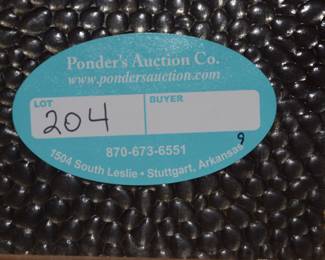 Ponder's Auction Co.
www.pondersauction.com
LOT BUYER
204
870-673-6551
1504 South Leslie • Stuttgart, Arkansas
9